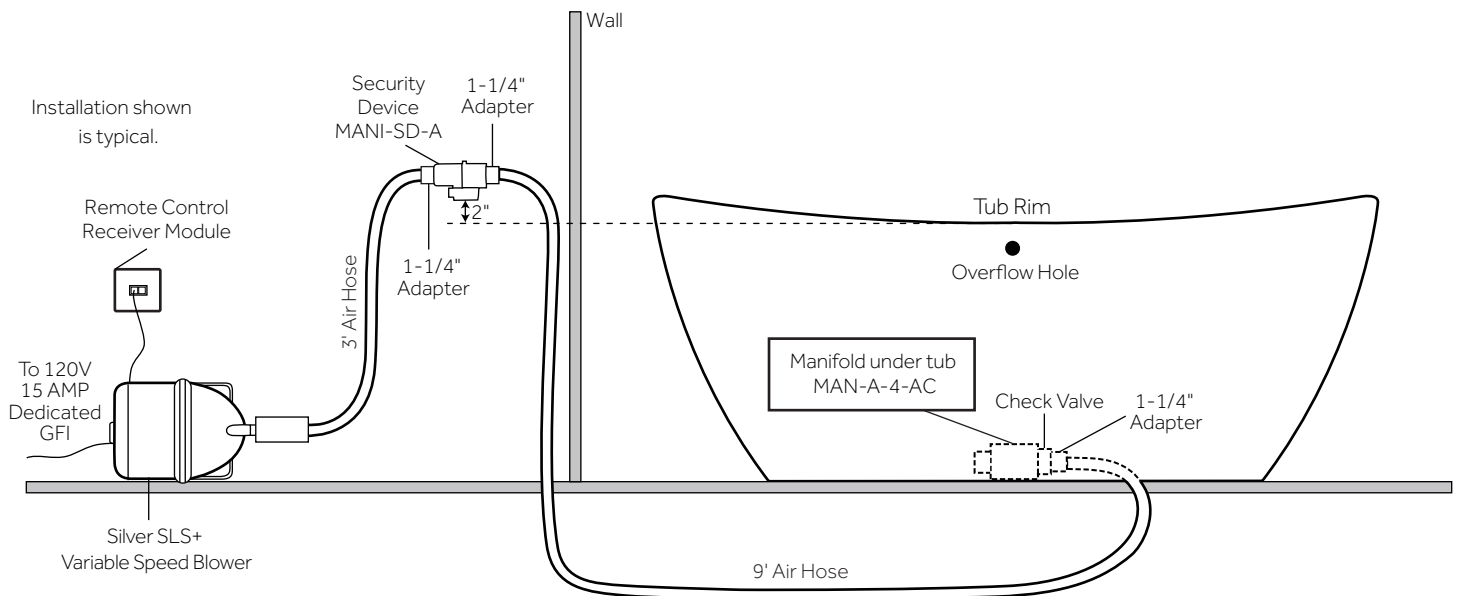 Wall
Installation shown
is typical.
Security
Device
MANI-SD-A
1-1/4"
Adapter
2"
1-1/4"
Adapter
3' Air Hose
Remote Control
Receiver Module
To 120V
15 AMP
Dedicated
GFI
Silver SLS+
Variable Speed Blower
Tub Rim
Overflow Hole
Manifold under tub
MAN-A-4-AC
Check Valve
1-1/4"
Adapter
9' Air Hose